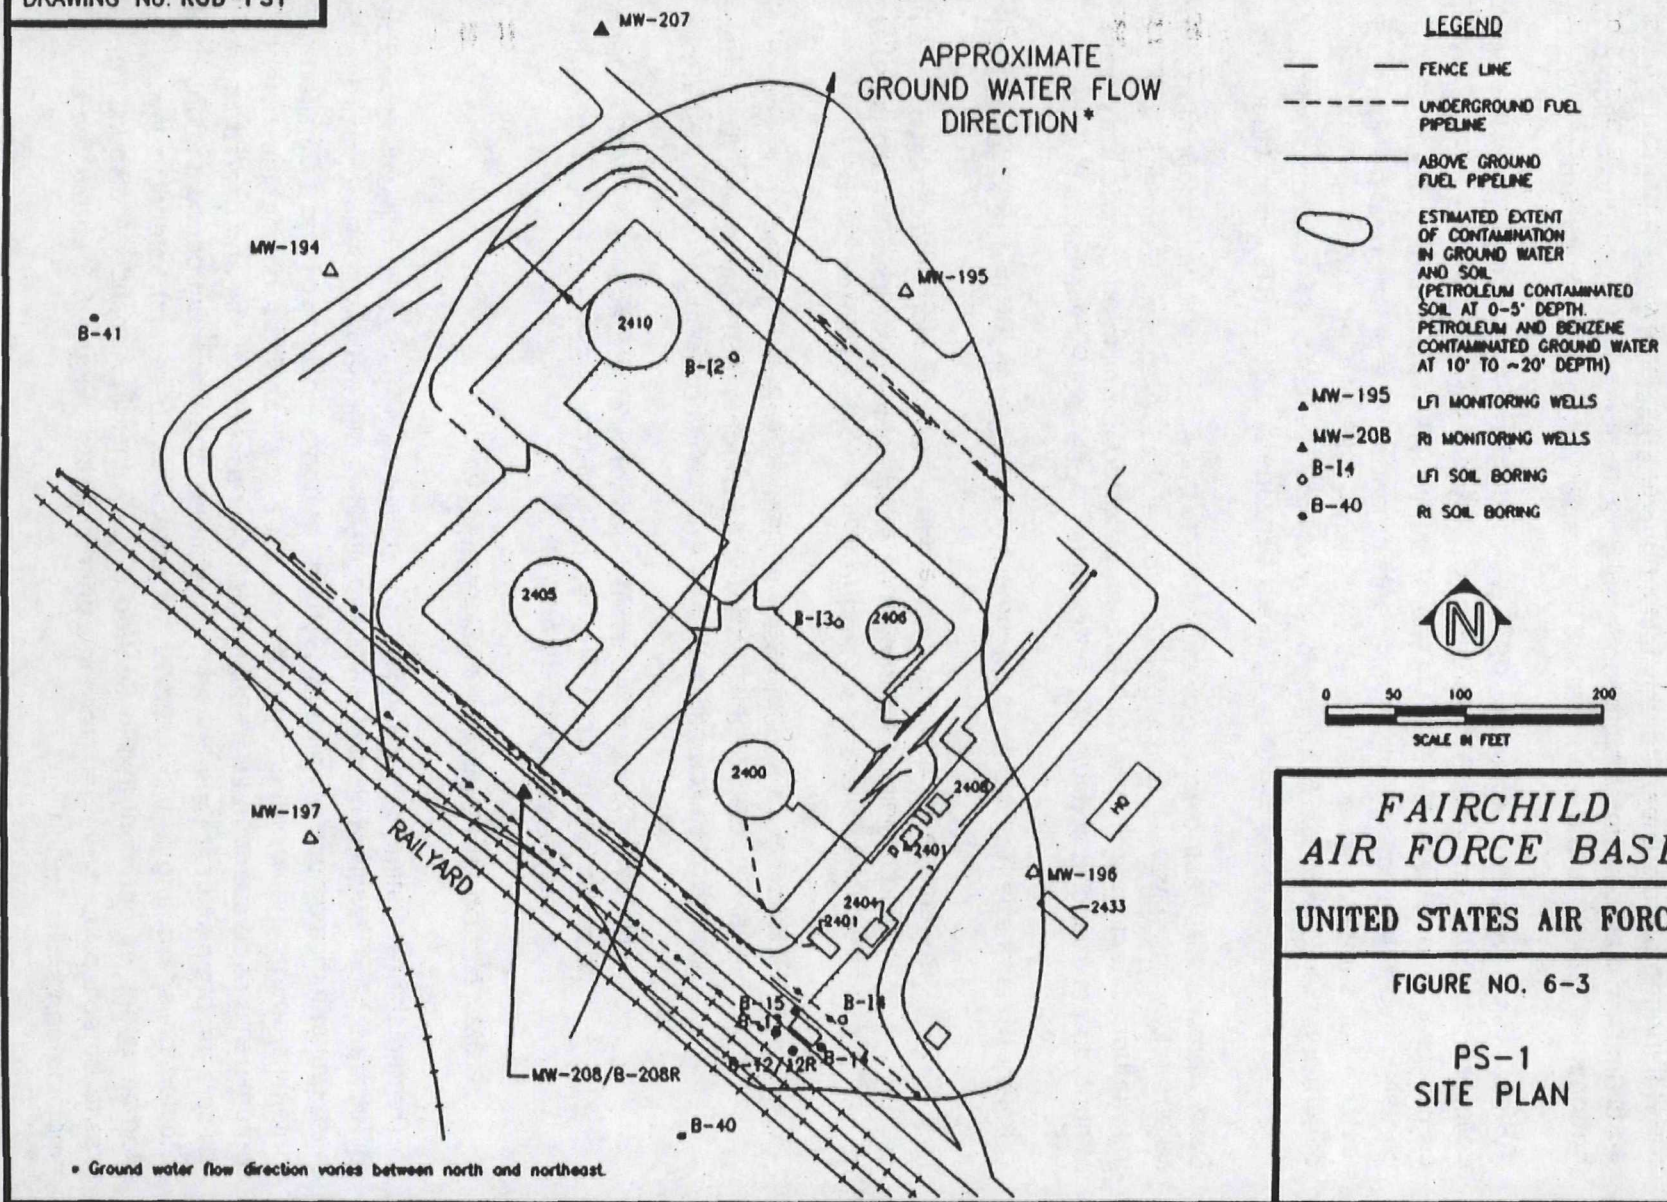 DRAWING NO. ROD-PS1
MW-207
APPROXIMATE
GROUND WATER FLOW
DIRECTION*
MW-194
MW-195
B-41
2410
B-12
2405
B-13
2406
2400
2408
HQ
MW-197
RAILYARD
2401
MW-196
2404
2433
2401
B-15
B-14
B-13
B-12/12R
B-14
MW-208/B-208R
B-40
* Ground water flow direction varies between north and northeast.
LEGEND
FENCE LINE
UNDERGROUND FUEL
PIPELINE
ABOVE GROUND
FUEL PIPELINE
ESTIMATED EXTENT
OF CONTAMINATION
IN GROUND WATER
AND SOIL
(PETROLEUM CONTAMINATED
SOIL AT 0-5' DEPTH.
PETROLEUM AND BENZENE
CONTAMINATED GROUND WATER
AT 10' TO ~20' DEPTH)
MW-195 LFI MONITORING WELLS
MW-208 RI MONITORING WELLS
B-14 LFI SOIL BORING
B-40 RI SOIL BORING
N
0 50 100 200
SCALE IN FEET
FAIRCHILD
AIR FORCE BASE
UNITED STATES AIR FORC
FIGURE NO. 6-3
PS-1
SITE PLAN